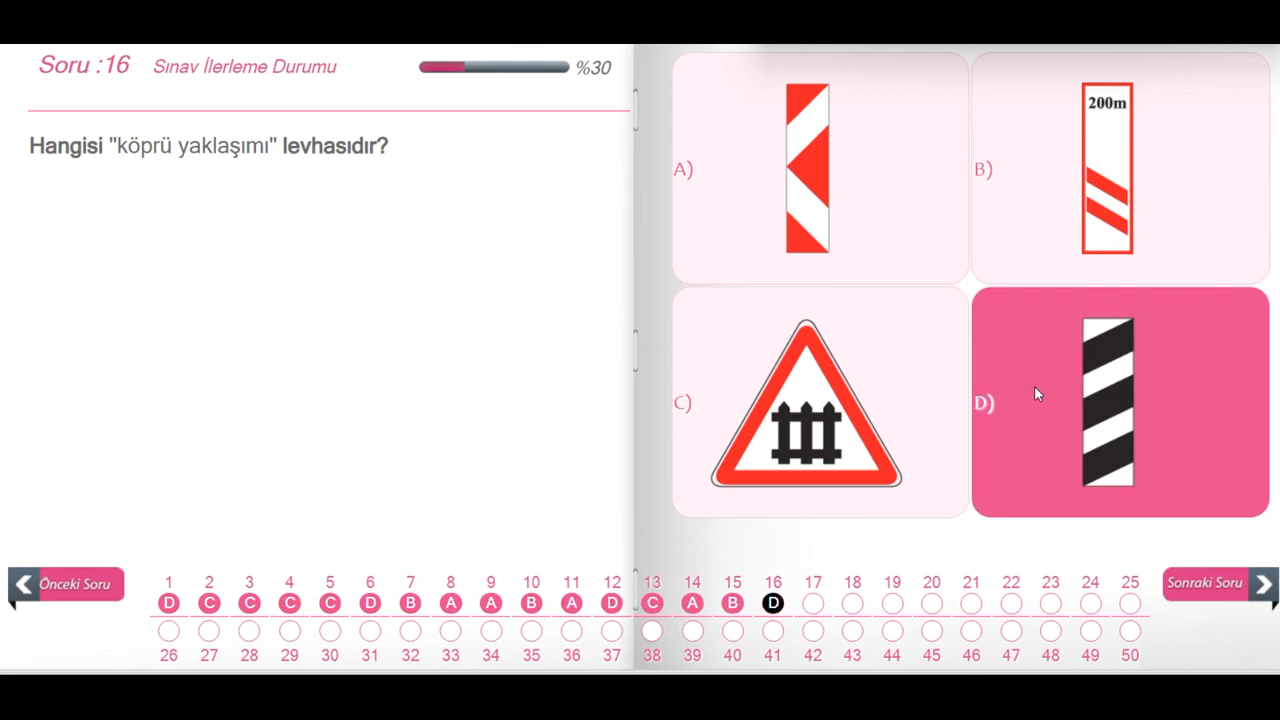 Soru :16 Sınav İlerleme Durumu %30
Hangisi "köprü yaklaşımı" levhasıdır?
A)
B)
200m
C)
D)
Önceki Soru
1 2 3 4 5 6 7 8 9 10 11 12 13 14 15 16 17 18 19 20 21 22 23 24 25
D C C C C D B A A B A D C A B D
26 27 28 29 30 31 32 33 34 35 36 37 38 39 40 41 42 43 44 45 46 47 48 49 50
Sonraki Soru